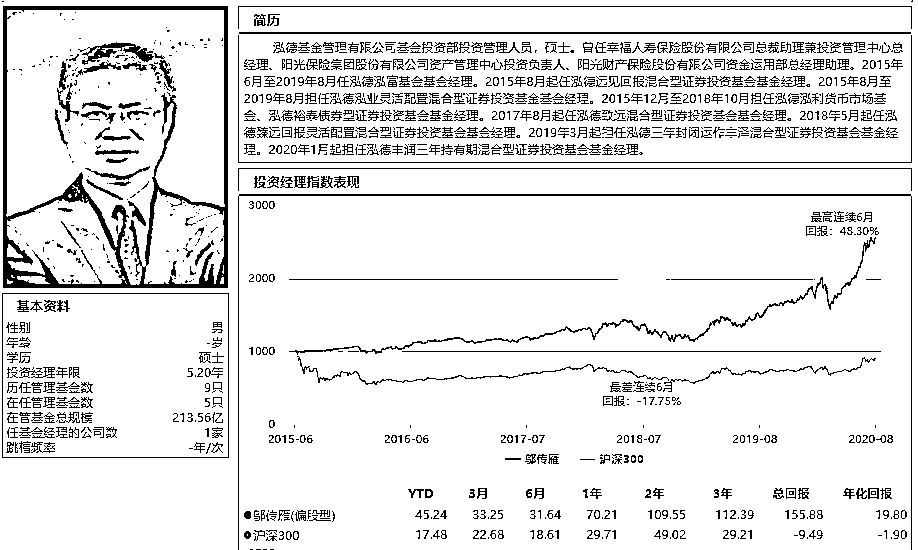 简历
泓德基金管理有限公司基金投资部投资管理人员，硕士。曾任幸福人寿保险股份有限公司总裁助理兼投资管理中心总
经理、阳光保险集团股份有限公司资产管理中心投资负责人、阳光财产保险股份有限公司资金运用部总经理助理。2015年
6月至2019年8月任泓德泓富基金基金经理。2015年8月起任泓德远见回报混合型证券投资基金基金经理。2015年8月至
2019年8月担任泓德泓业灵活配置混合型证券投资基金基金经理。2015年12月至2018年10月担任泓德泓利货币市场基
金、泓德裕泰债券型证券投资基金基金经理。2017年8月起任泓德致远混合型证券投资基金基金经理。2018年5月起任泓
德臻远回报灵活配置混合型证券投资基金基金经理。2019年3月起担任泓德三年封闭运作丰泽混合型证券投资基金基金经
理。2020年1月起担任泓德丰润三年持有期混合型证券投资基金基金经理。
投资经理指数表现
3000
最高连续6月
回报：48.30%
2000
1000
最差连续6月
回报：-17.75%
0
2015-06 2016-06 2017-07 2018-07 2019-08 2020-08
邬传雁 沪深300
YTD 3月 6月 1年 2年 3年 总回报 年化回报
邬传雁(偏股型) 45.24 33.25 31.64 70.21 109.55 112.39 155.88 19.80
沪深300 17.48 22.68 18.61 29.71 49.02 29.21 -9.49 -1.90
基本资料
性别 男
年龄 -岁
学历 硕士
投资经理年限 5.20年
历任管理基金数 9只
在任管理基金数 5只
在管基金总规模 213.56亿
任基金经理的公司数 1家
跳槽频率 -年/次